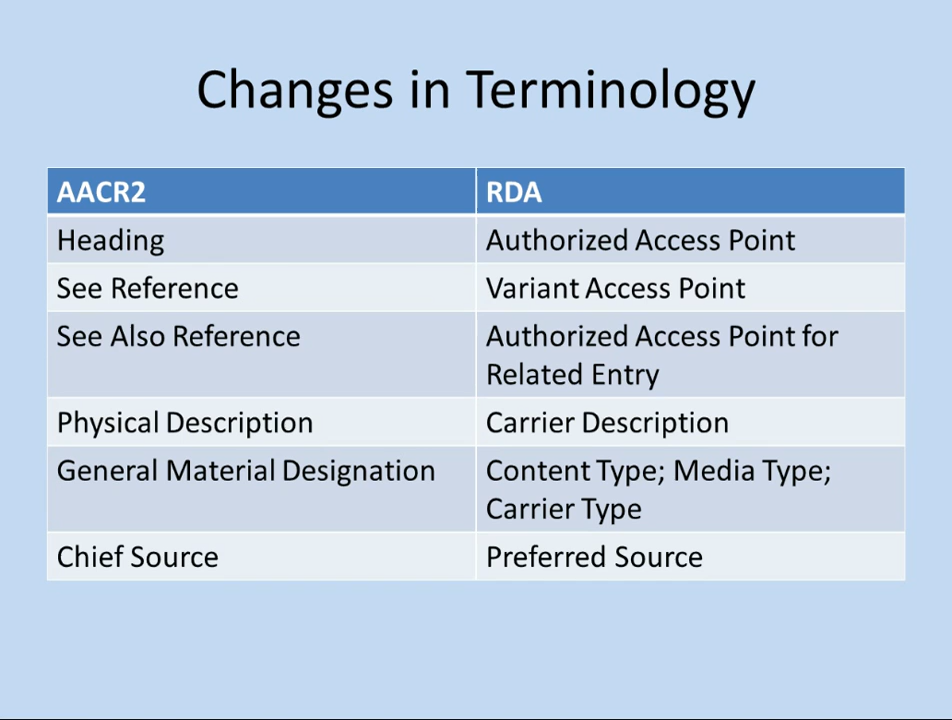 Changes in Terminology
AACR2
RDA
Heading
Authorized Access Point
See Reference
Variant Access Point
See Also Reference
Authorized Access Point for
Related Entry
Physical Description
Carrier Description
General Material Designation
Content Type; Media Type;
Carrier Type
Chief Source
Preferred Source